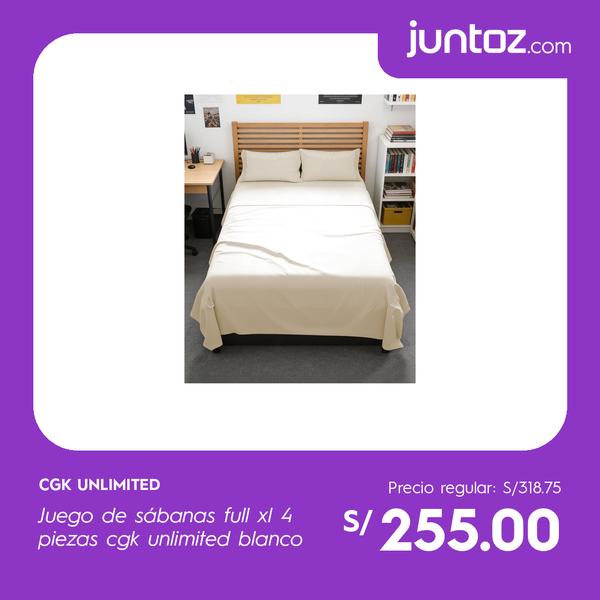 juntoz.com
CGK UNLIMITED
Juego de sábanas full xl 4
piezas cgk unlimited blanco
Precio regular: S/318.75
S/ 255.00